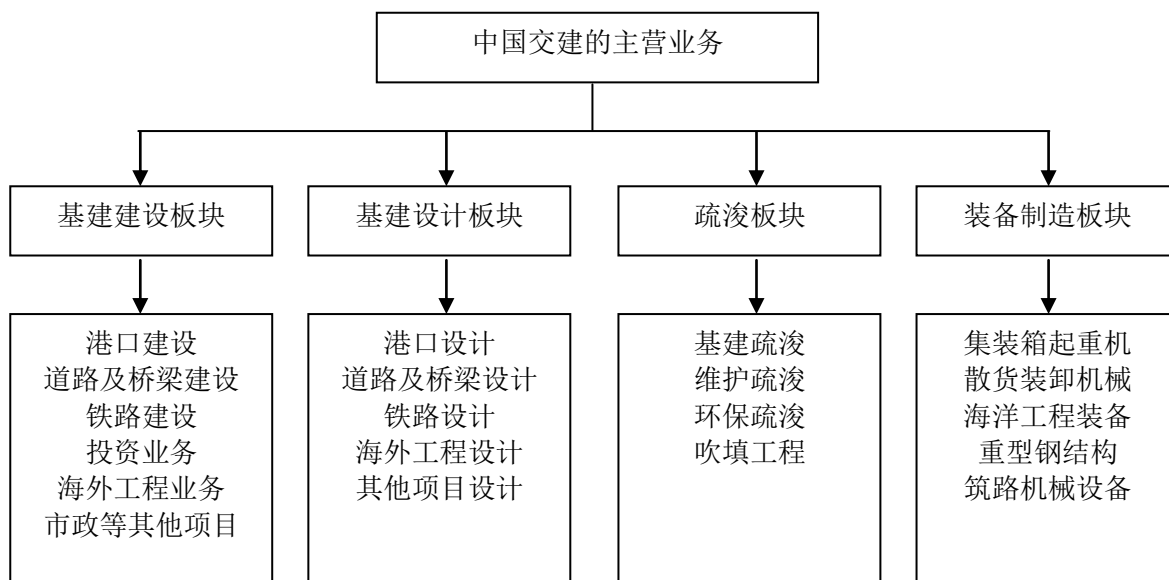 中国交建的主营业务
基建建设板块
基建设计板块
疏浚板块
装备制造板块
港口建设
道路及桥梁建设
铁路建设
投资业务
海外工程业务
市政等其他项目
港口设计
道路及桥梁设计
铁路设计
海外工程设计
其他项目设计
基建疏浚
维护疏浚
环保疏浚
吹填工程
集装箱起重机
散货装卸机械
海洋工程装备
重型钢结构
筑路机械设备